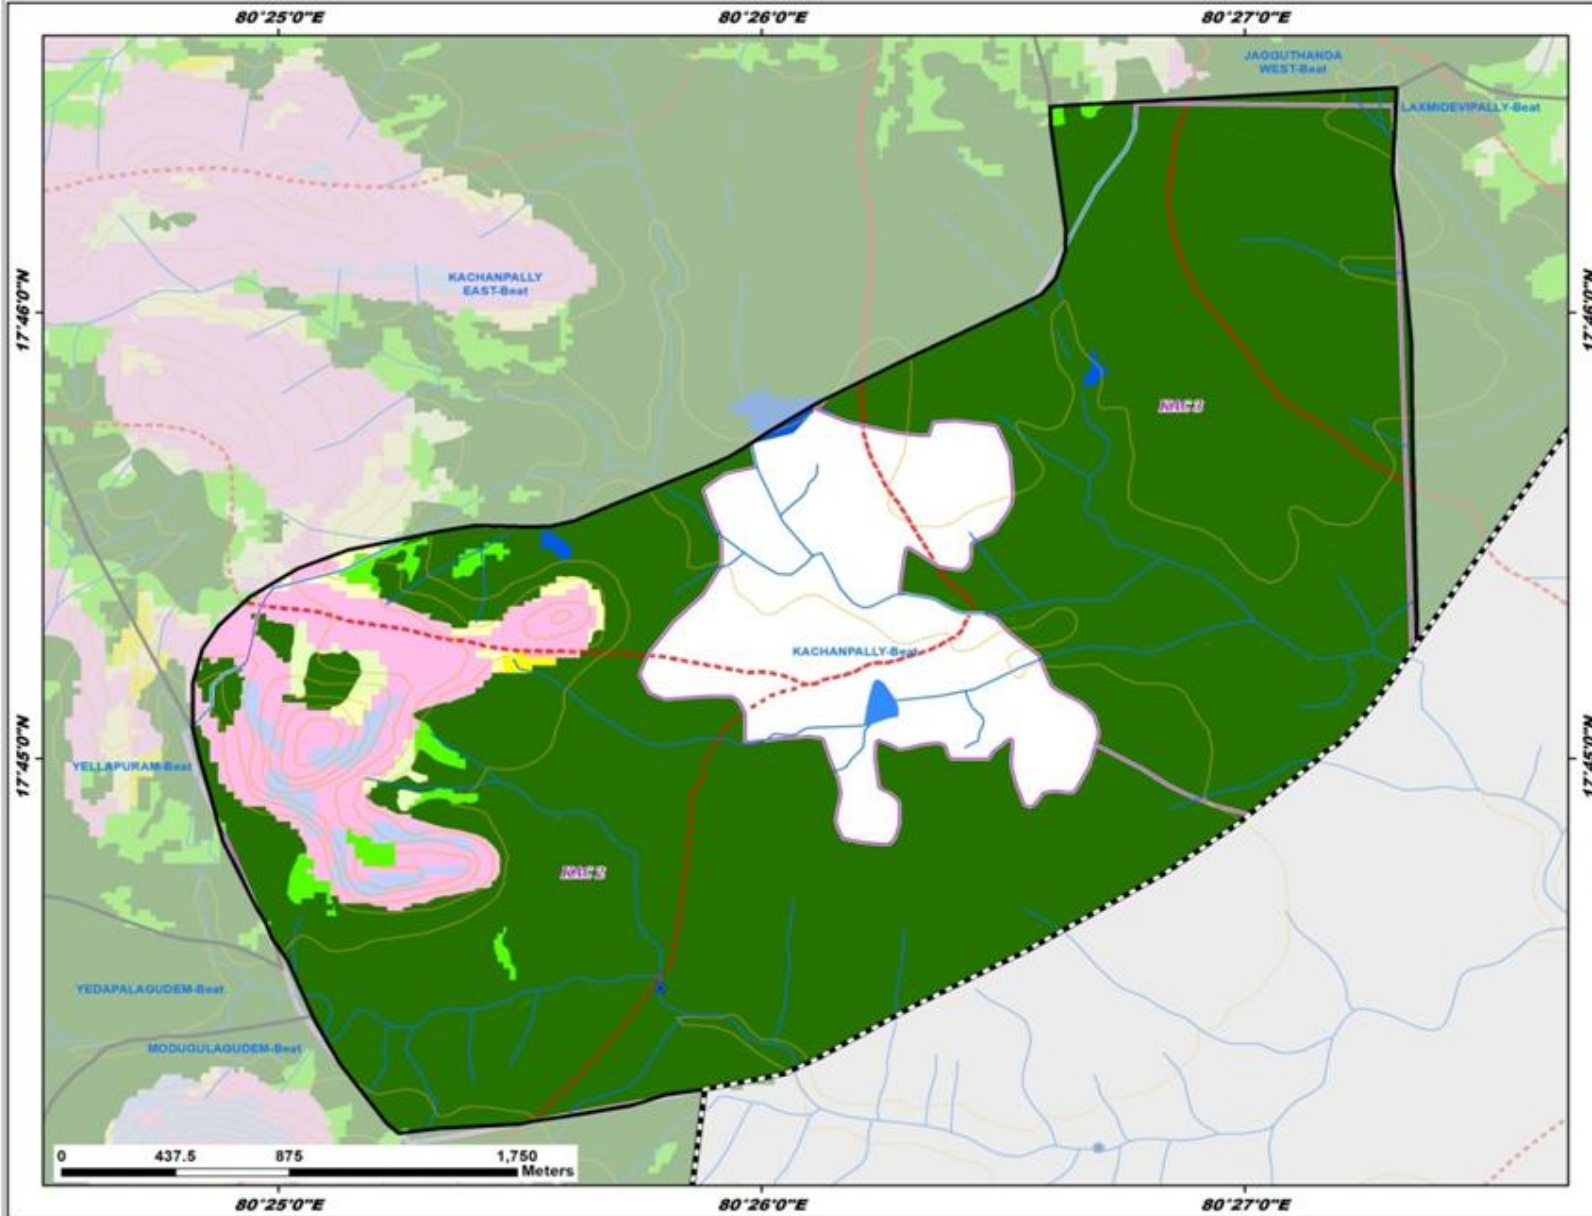 80°25'0"E 80°26'0"E 80°27'0"E
JAGGUTHANDA
WEST-Beat
LAXMIDEVIPALLY-Beat
KACHANPALLY
EAST-Beat
17°46'0"N 17°46'0"N
KAC 3
KACHANPALLY-Beat
17°45'0"N 17°45'0"N
YELLAPURAM-Beat
KAC 2
YEDAPALAGUDEM-Beat
MODUGULAGUDEM-Beat
0 437.5 875 1,750
Meters
80°25'0"E 80°26'0"E 80°27'0"E